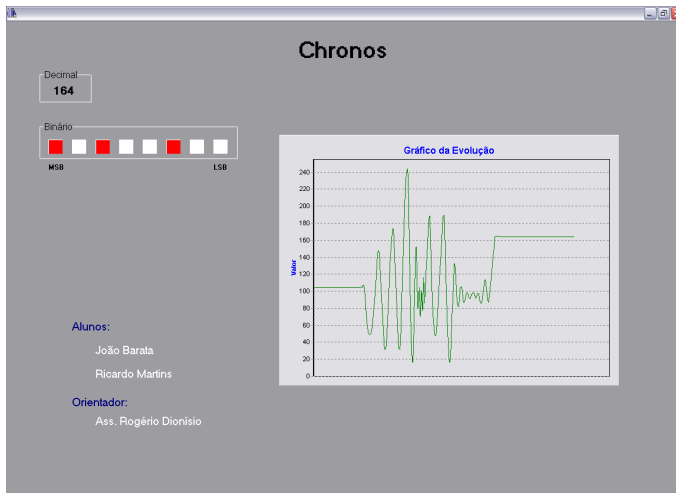 Chronos
Decimal
164
Binário
MSB LSB
Gráfico da Evolução
Valor
240
220
200
180
160
140
120
100
80
60
40
20
0
Alunos:
João Barata
Ricardo Martins
Orientador:
Ass. Rogério Dionisio